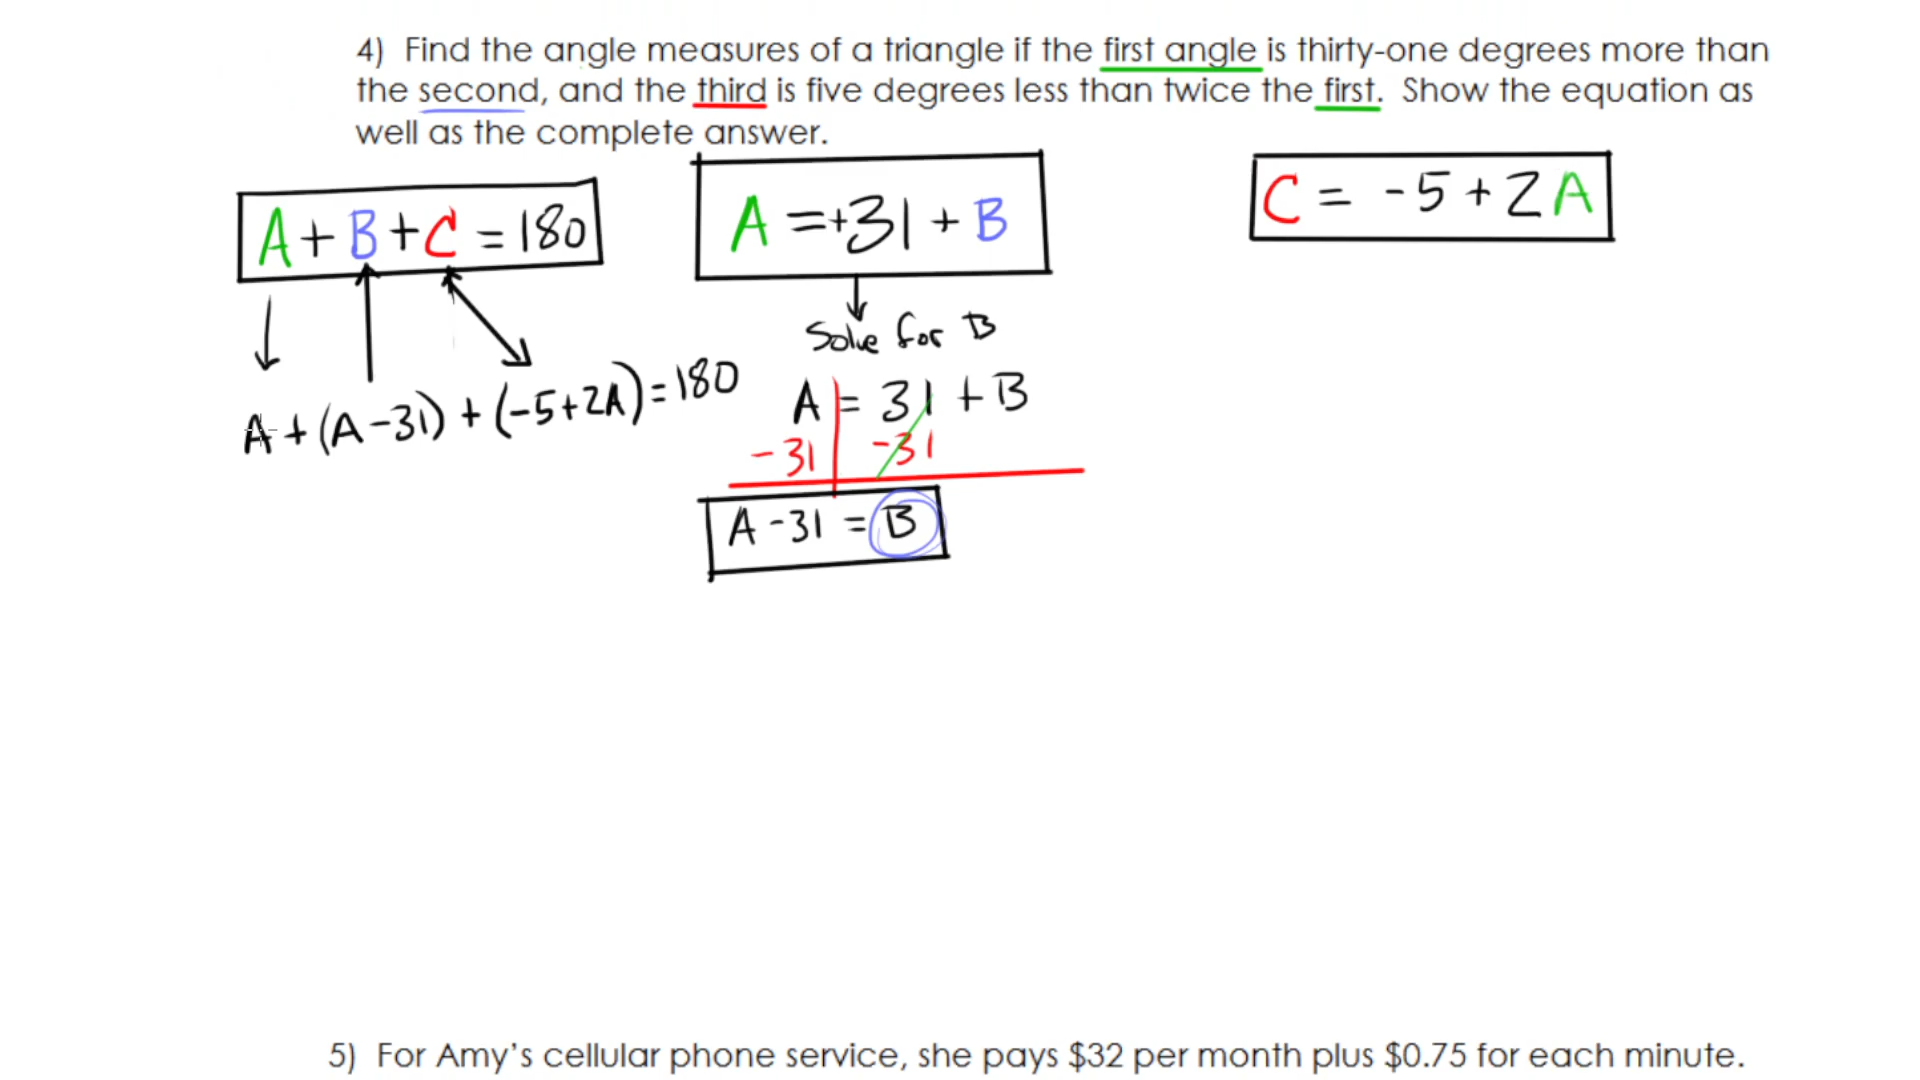 4) Find the angle measures of a triangle if the first angle is thirty-one degrees more than
the second, and the third is five degrees less than twice the first. Show the equation as
well as the complete answer.
A + B + C = 180
A = +31 + B
C = -5 + 2A
Solve for B
A + (A - 31) + (-5 + 2A) = 180
A = 31 + B
-31 -31
A - 31 = B
5) For Amy's cellular phone service, she pays $32 per month plus $0.75 for each minute.